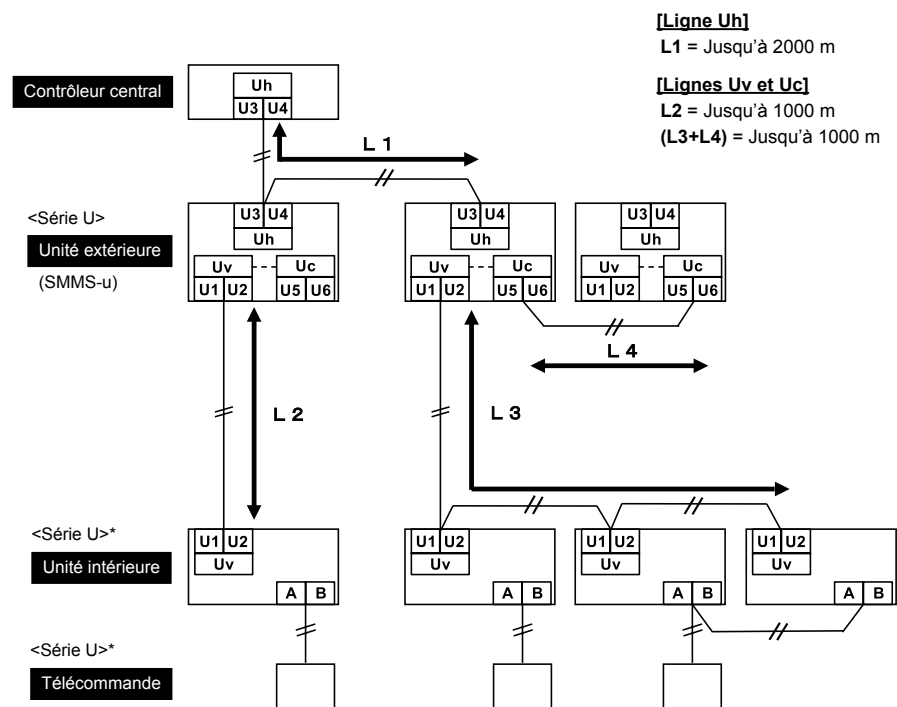 [Ligne Uh]
L1 = Jusqu'à 2000 m
[Lignes Uv et Uc]
L2 = Jusqu'à 1000 m
(L3+L4) = Jusqu'à 1000 m
Contrôleur central
Uh
U3 U4
L 1
<Série U>
Unité extérieure
(SMMS-u)
U3 U4
Uh
Uv Uc
U1 U2 U5 U6
U3 U4
Uh
Uv Uc
U1 U2 U5 U6
U3 U4
Uh
Uv Uc
U1 U2 U5 U6
L 4
L 2
L 3
<Série U>*
Unité intérieure
U1 U2
Uv
A B
U1 U2
Uv
A B
U1 U2
Uv
A B
U1 U2
Uv
A B
<Série U>*
Télécommande